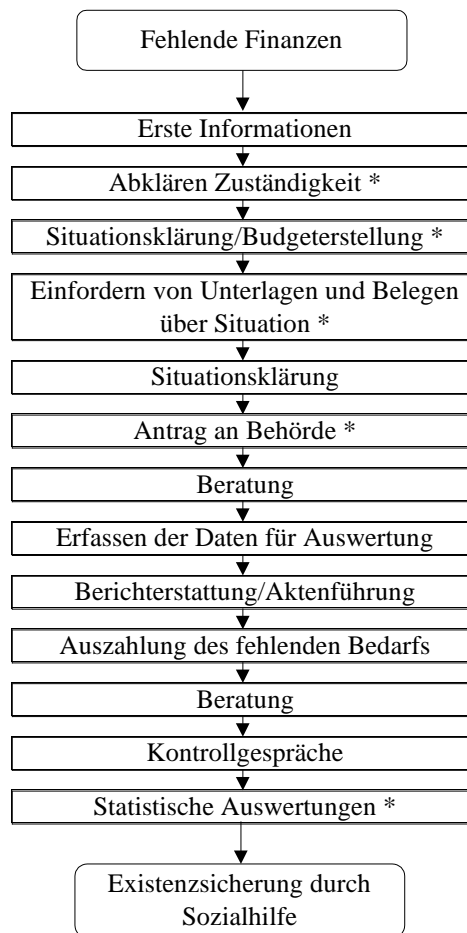 Fehlende Finanzen
Erste Informationen
Abklären Zuständigkeit *
Situationsklärung/Budgeterstellung *
Einfordern von Unterlagen und Belegen
über Situation *
Situationsklärung
Antrag an Behörde *
Beratung
Erfassen der Daten für Auswertung
Berichterstattung/Aktenführung
Auszahlung des fehlenden Bedarfs
Beratung
Kontrollgespräche
Statistische Auswertungen *
Existenzsicherung durch
Sozialhilfe